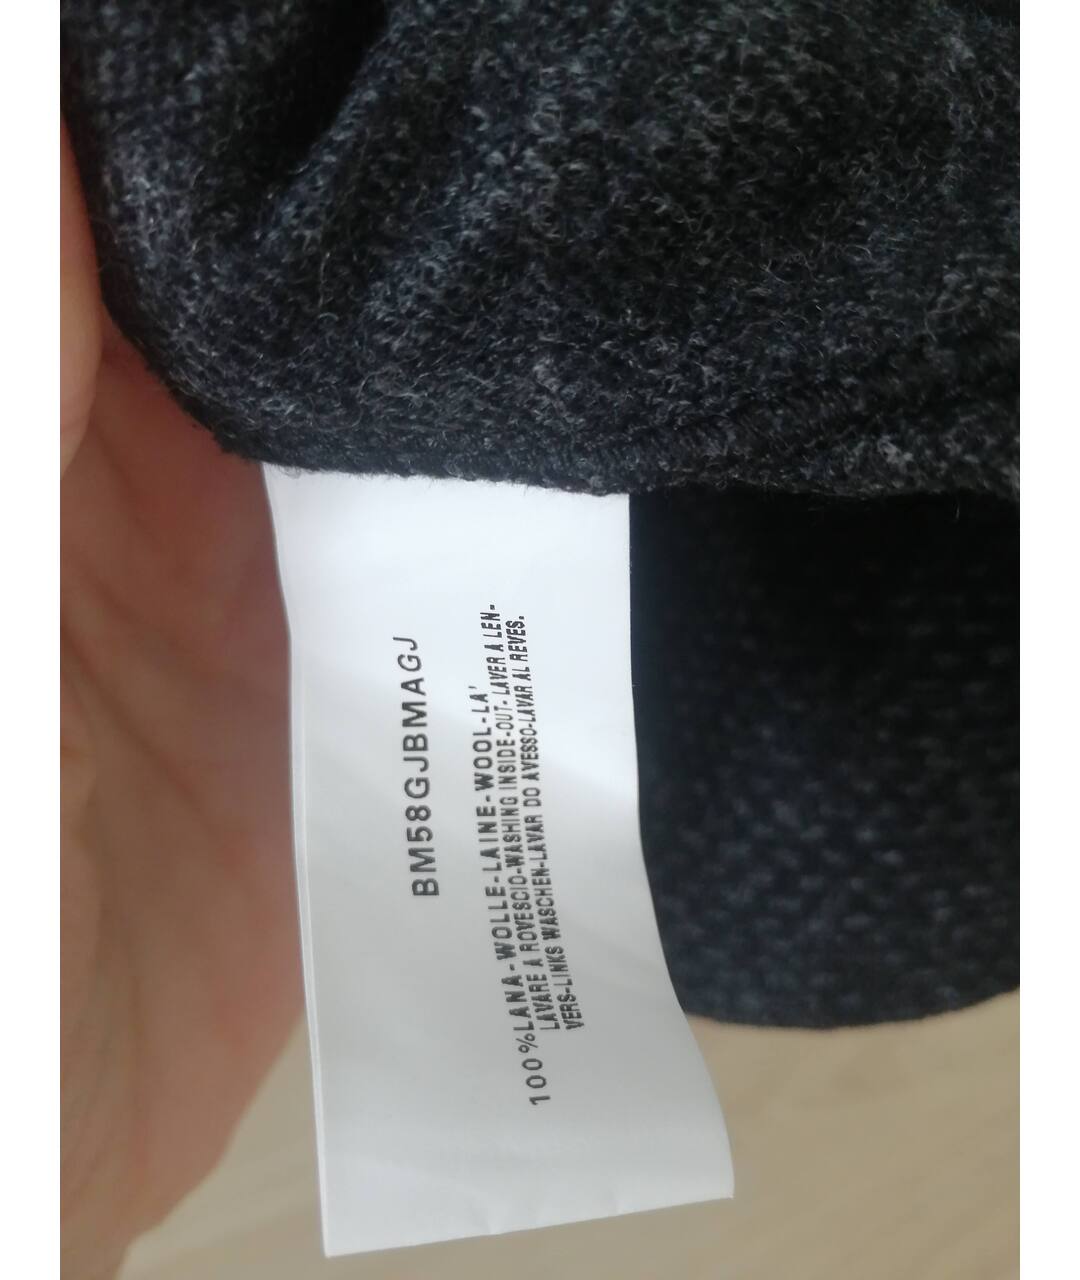 BM58GJBMAGJ
100%LANA-WOLLE-LAINE-WOOL-LA'
LAVARE A ROVESCIO-WASHING INSIDE-OUT-LAVER A LEN-
VERS-LINKS WASCHEN-LAVAR DO AVESSO-LAVAR AL REVES.